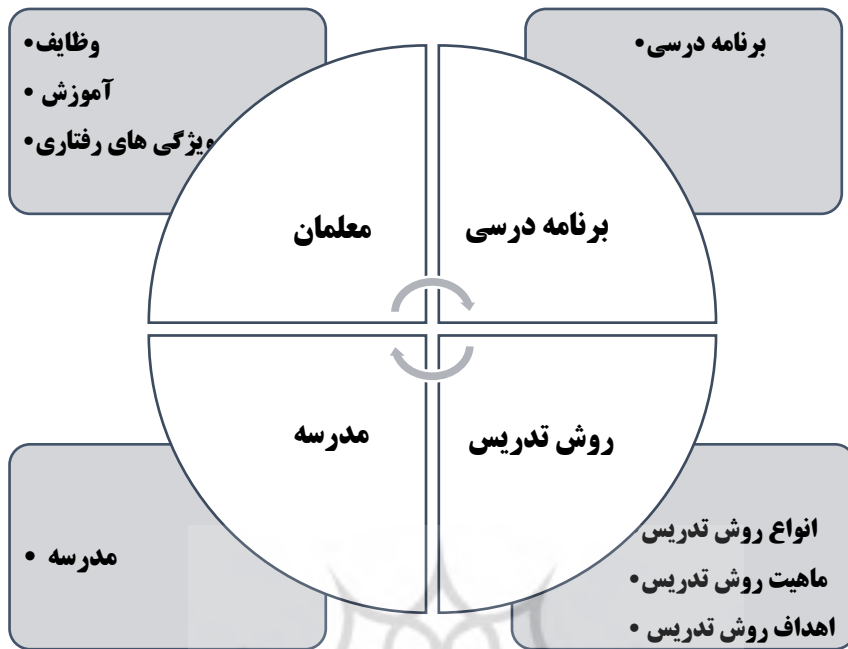 برنامه درسی•
وظایف•
آموزش •
ویژگی های رفتاری•
برنامه درسی
معلمان
روش تدریس
مدرسه
انواع روش تدریس•
ماهیت روش تدریس•
اهداف روش تدریس •
مدرسه •